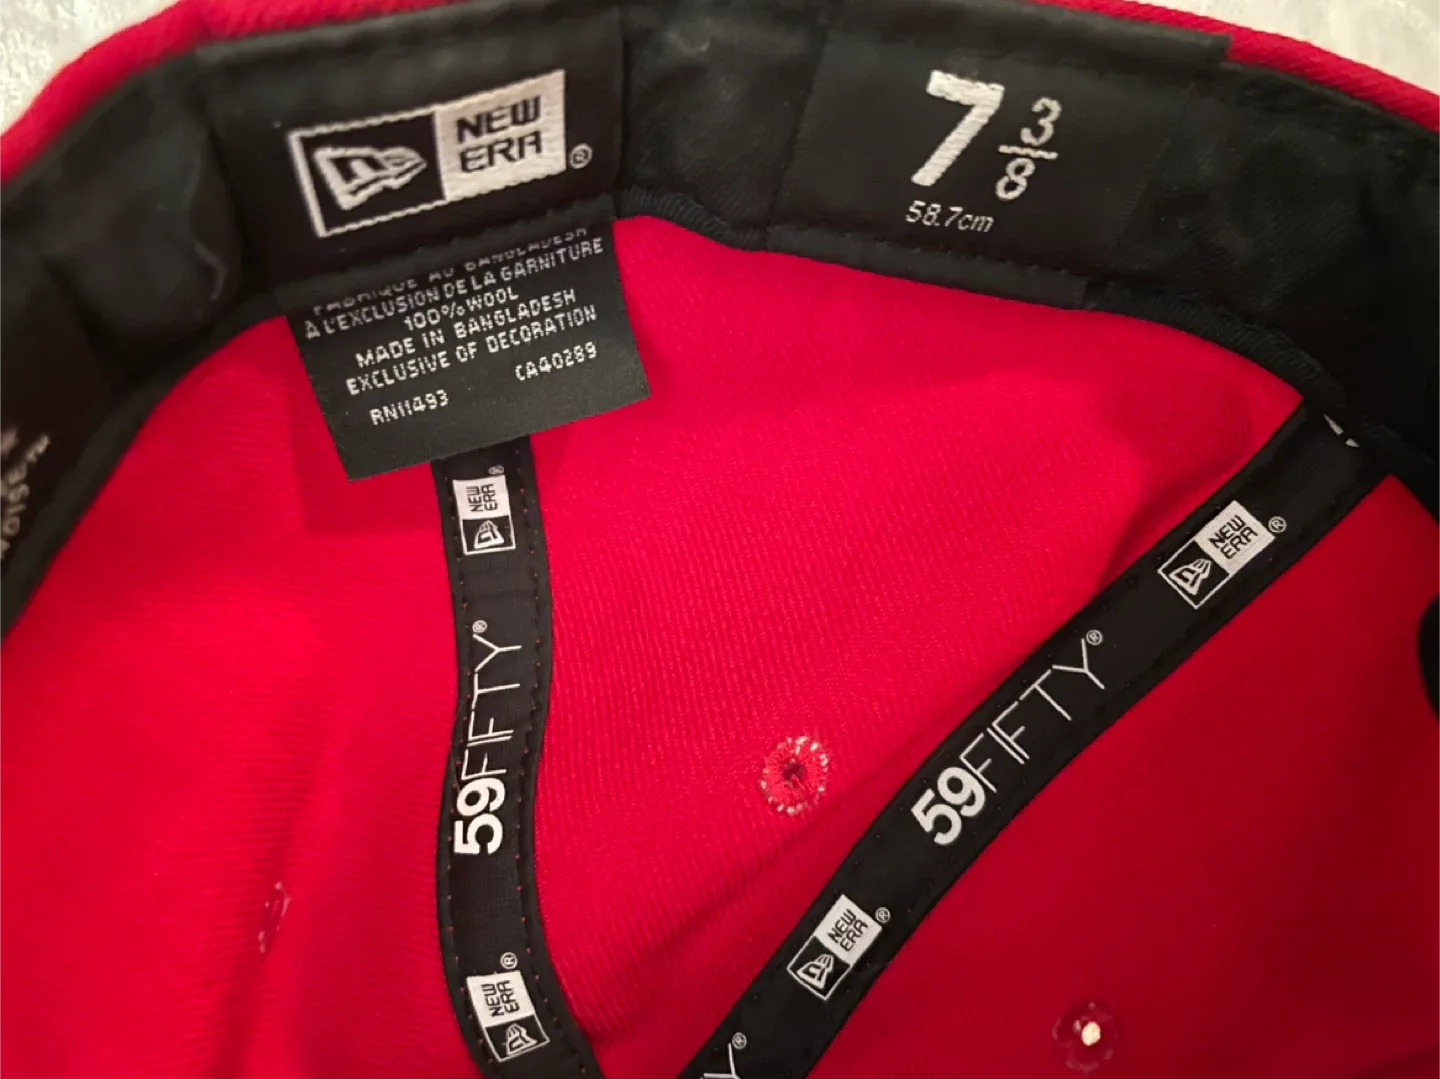 NEW
ERA®
7 3/8
58.7cm
FABRIQUÉ AU BANGLADESH
À L'EXCLUSION DE LA GARNITURE
100% WOOL
MADE IN BANGLADESH
EXCLUSIVE OF DECORATION
RN11493 CA40289
NEW
ERA®
59FIFTY®
NEW
ERA®
NEW
ERA®
59FIFTY®
NEW
ERA®